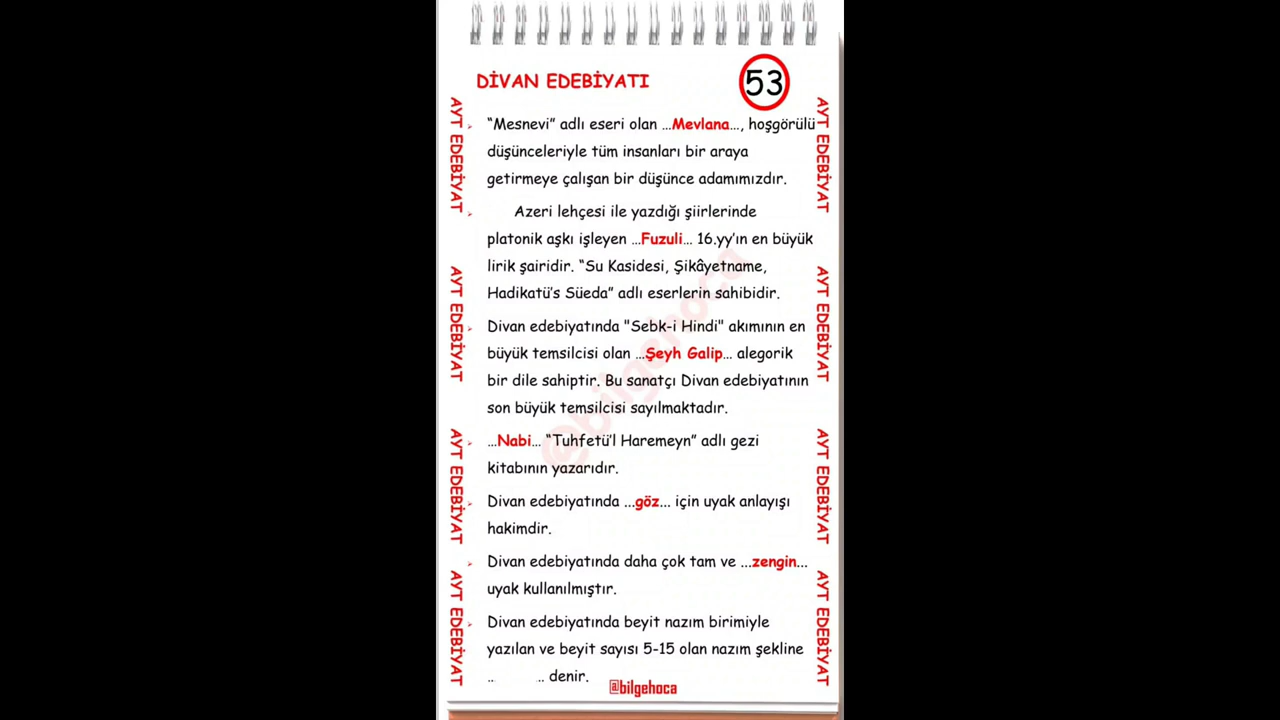 DİVAN EDEBİYATI
53
"Mesnevi" adlı eseri olan …Mevlana…, hoşgörülü
düşünceleriyle tüm insanları bir araya
getirmeye çalışan bir düşünce adamımızdır.
Azeri lehçesi ile yazdığı şiirlerinde
platonik aşkı işleyen …Fuzuli… 16.yy'ın en büyük
lirik şairidir. "Su Kasidesi, Şikâyetname,
Hadikatü's Süeda" adlı eserlerin sahibidir.
Divan edebiyatında "Sebk-i Hindi" akımının en
büyük temsilcisi olan …Şeyh Galip… alegorik
bir dile sahiptir. Bu sanatçı Divan edebiyatının
son büyük temsilcisi sayılmaktadır.
…Nabi… "Tuhfetü'l Haremeyn" adlı gezi
kitabının yazarıdır.
Divan edebiyatında ...göz... için uyak anlayışı
hakimdir.
Divan edebiyatında daha çok tam ve ...zengin...
uyak kullanılmıştır.
Divan edebiyatında beyit nazım birimiyle
yazılan ve beyit sayısı 5-15 olan nazım şekline
.. .. denir.
@bilgehoca
AYT EDEBİYAT
AYT EDEBİYAT
AYT EDEBİYAT
AYT EDEBİYAT
AYT EDEBİYAT
AYT EDEBİYAT
AYT EDEBİYAT
AYT EDEBİYAT
@bilgehoca